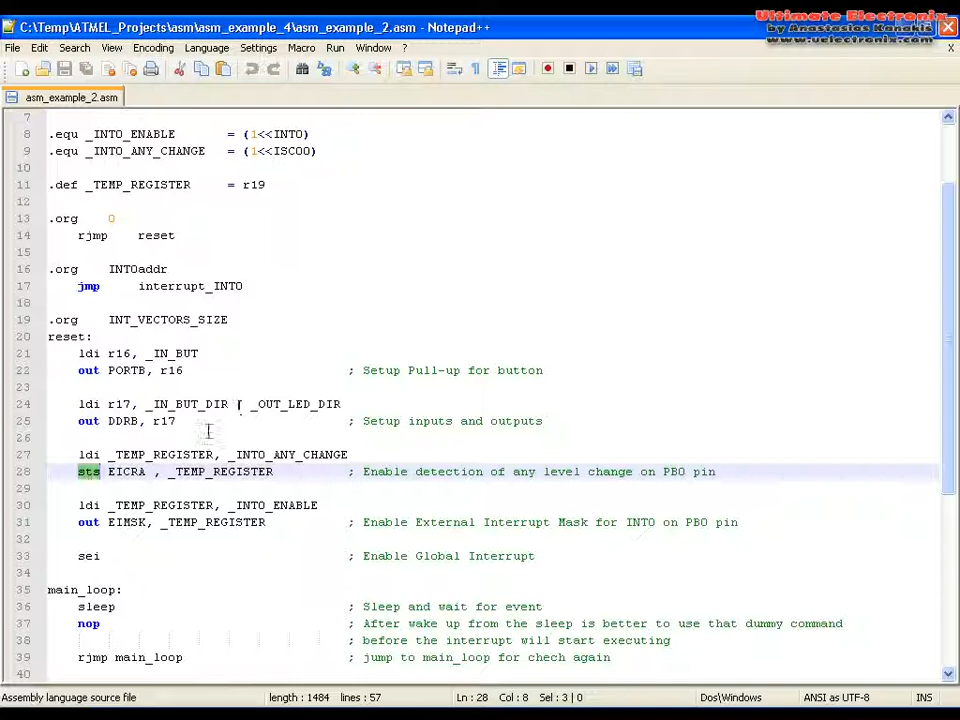 C:\Temp\ATMEL_Projects\asm\asm_example_4\asm_example_2.asm - Notepad++
Ultimate Electronix
by Anastasios Kanakis
www.uelectronix.com
File Edit Search View Encoding Language Settings Macro Run Window ? X
asm_example_2.asm
7
8 .equ _INT0_ENABLE = (1<<INT0)
9 .equ _INT0_ANY_CHANGE = (1<<ISC00)
10
11 .def _TEMP_REGISTER = r19
12
13 .org 0
14 rjmp reset
15
16 .org INT0addr
17 jmp interrupt_INT0
18
19 .org INT_VECTORS_SIZE
20 reset:
21 ldi r16, _IN_BUT
22 out PORTB, r16 ; Setup Pull-up for button
23
24 ldi r17, _IN_BUT_DIR | _OUT_LED_DIR
25 out DDRB, r17 ; Setup inputs and outputs
26
27 ldi _TEMP_REGISTER, _INT0_ANY_CHANGE
28 sts EICRA , _TEMP_REGISTER ; Enable detection of any level change on PB0 pin
29
30 ldi _TEMP_REGISTER, _INT0_ENABLE
31 out EIMSK, _TEMP_REGISTER ; Enable External Interrupt Mask for INT0 on PB0 pin
32
33 sei ; Enable Global Interrupt
34
35 main_loop:
36 sleep ; Sleep and wait for event
37 nop ; After wake up from the sleep is better to use that dummy command
38 ; before the interrupt will start executing
39 rjmp main_loop ; jump to main_loop for chech again
40
Assembly language source file length : 1484 lines : 57 Ln : 28 Col : 8 Sel : 3 | 0 Dos\Windows ANSI as UTF-8 INS